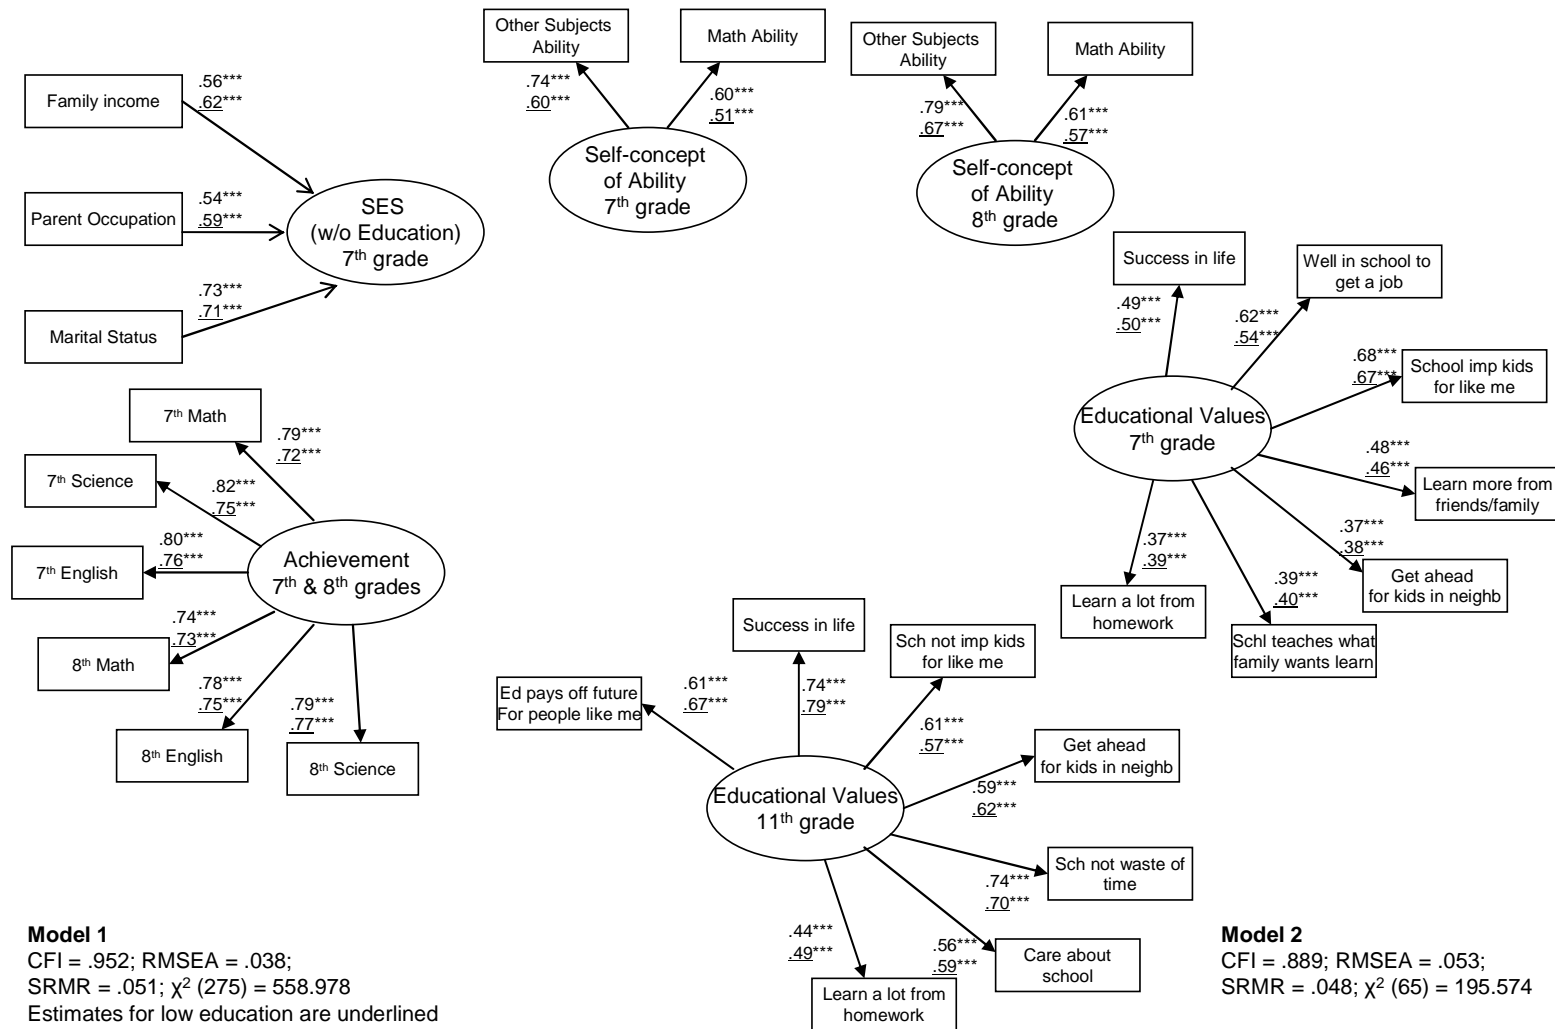 Other Subjects
Ability
Math Ability
.74***
.60***
.60***
.51***
Self-concept
of Ability
7th grade
Other Subjects
Ability
Math Ability
.79***
.67***
.61***
.57***
Self-concept
of Ability
8th grade
Family income
.56***
.62***
Parent Occupation
.54***
.59***
Marital Status
.73***
.71***
SES
(w/o Education)
7th grade
Success in life
.49***
.50***
Well in school to
get a job
.62***
.54***
School imp kids
for like me
.68***
.67***
Educational Values
7th grade
Learn more from
friends/family
.48***
.46***
Get ahead
for kids in neighb
.37***
.38***
Schl teaches what
family wants learn
.39***
.40***
Learn a lot from
homework
.37***
.39***
7th Math
.79***
.72***
7th Science
.82***
.75***
7th English
.80***
.76***
Achievement
7th & 8th grades
8th Math
.74***
.73***
8th English
.78***
.75***
8th Science
.79***
.77***
Ed pays off future
For people like me
.61***
.67***
Success in life
.74***
.79***
Sch not imp kids
for like me
.61***
.57***
Educational Values
11th grade
Get ahead
for kids in neighb
.59***
.62***
Sch not waste of
time
.74***
.70***
Care about
school
.56***
.59***
Learn a lot from
homework
.44***
.49***
Model 1
CFI = .952; RMSEA = .038;
SRMR = .051; χ² (275) = 558.978
Estimates for low education are underlined
Model 2
CFI = .889; RMSEA = .053;
SRMR = .048; χ² (65) = 195.574